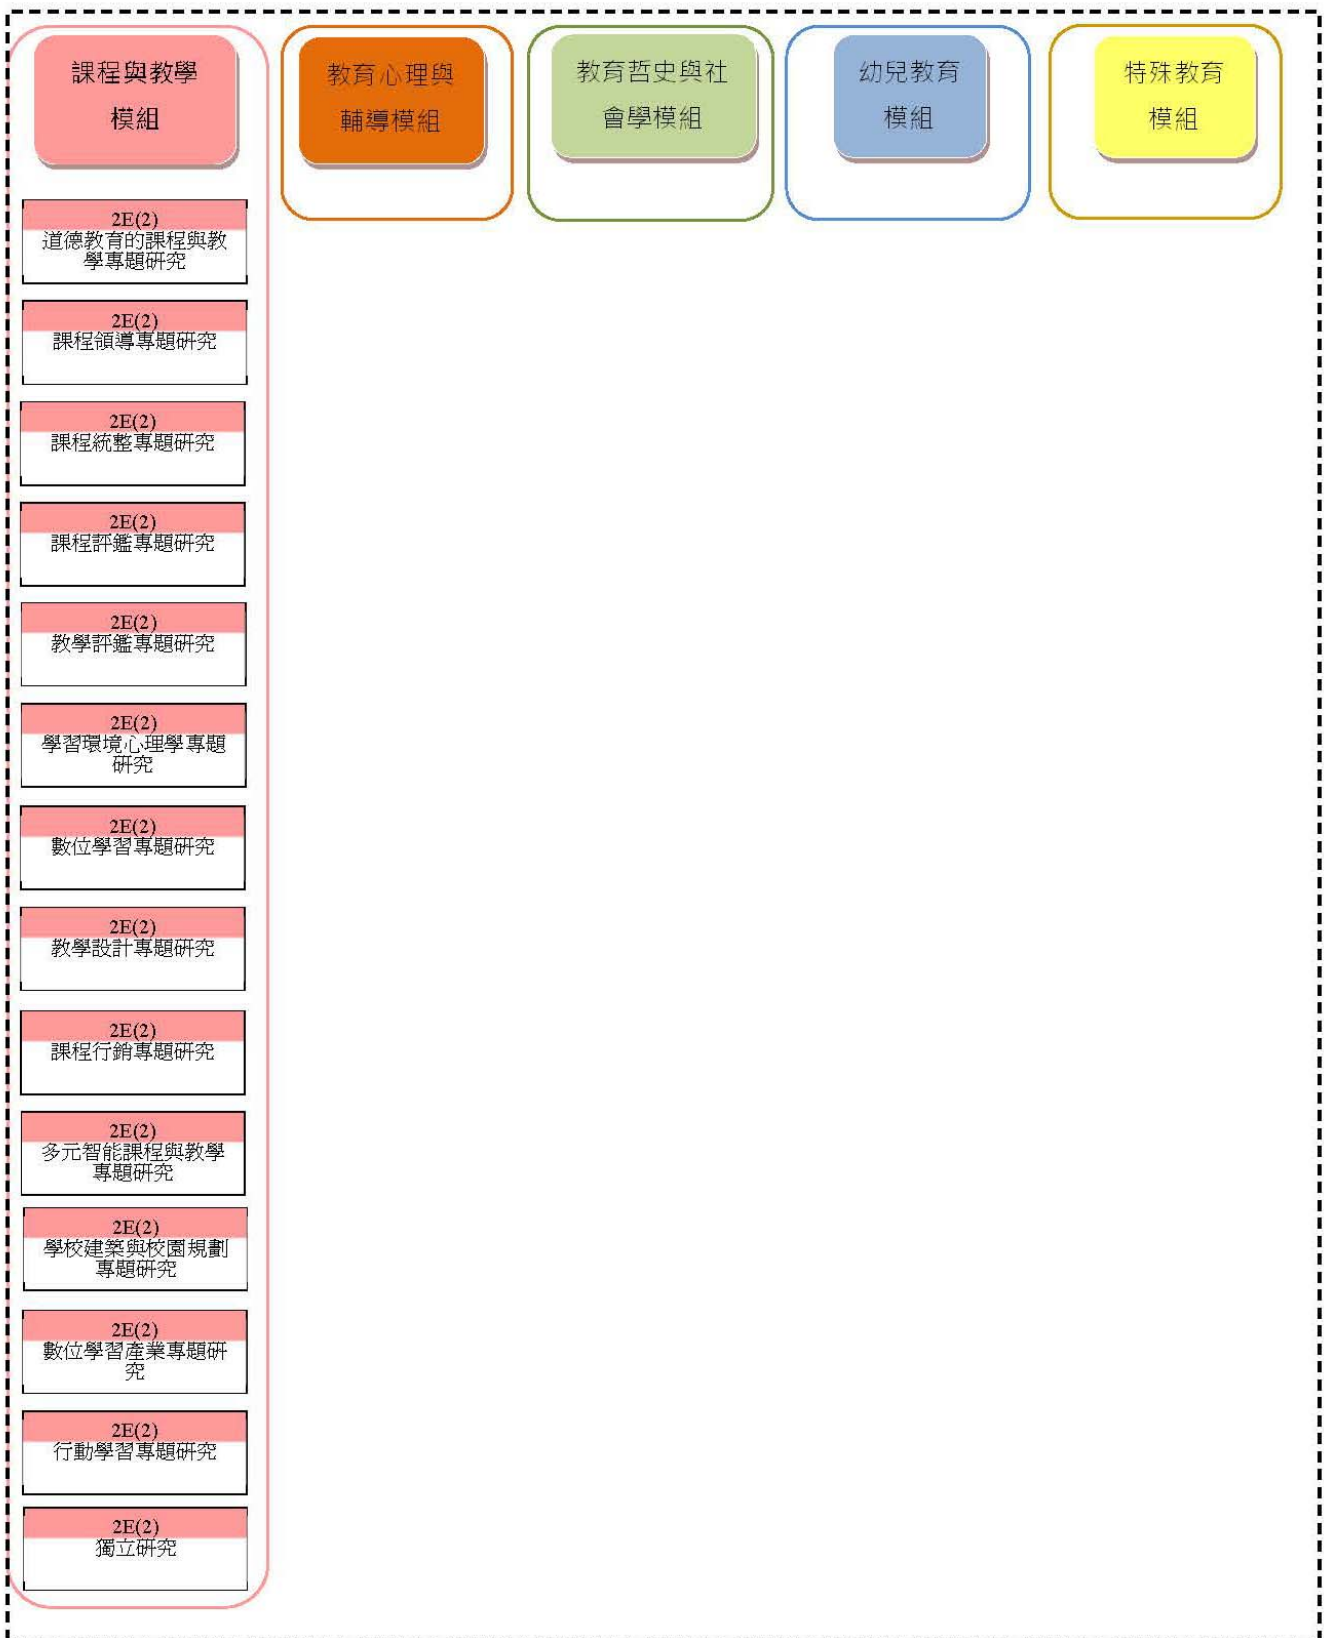 課程與教學
模組
教育心理與
輔導模組
教育哲史與社
會學模組
幼兒教育
模組
特殊教育
模組
2E(2)
道德教育的課程與教
學專題研究
2E(2)
課程領導專題研究
2E(2)
課程統整專題研究
2E(2)
課程評鑑專題研究
2E(2)
教學評鑑專題研究
2E(2)
學習環境心理學專題
研究
2E(2)
數位學習專題研究
2E(2)
教學設計專題研究
2E(2)
課程行銷專題研究
2E(2)
多元智能課程與教學
專題研究
2E(2)
學校建築與校園規劃
專題研究
2E(2)
數位學習產業專題研
究
2E(2)
行動學習專題研究
2E(2)
獨立研究